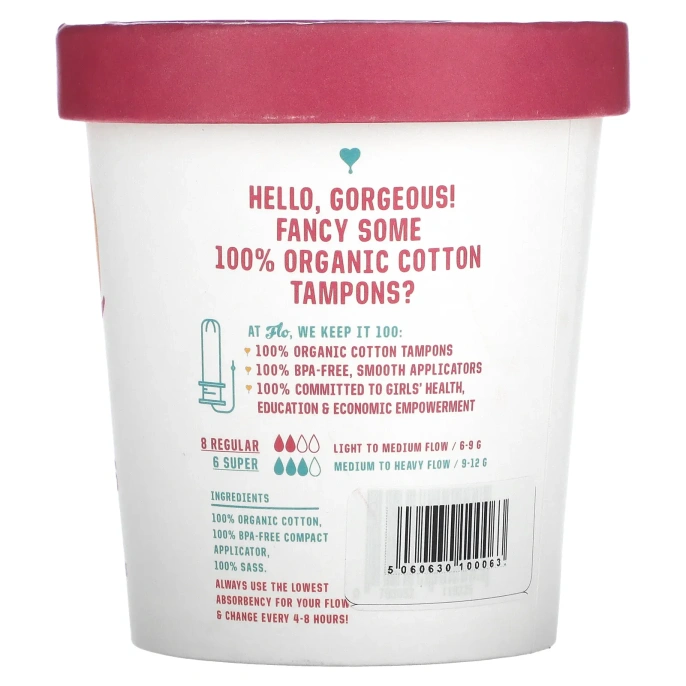 HELLO, GORGEOUS!
FANCY SOME
100% ORGANIC COTTON
TAMPONS?
AT Flo, WE KEEP IT 100:
100% ORGANIC COTTON TAMPONS
100% BPA-FREE, SMOOTH APPLICATORS
100% COMMITTED TO GIRLS' HEALTH,
EDUCATION & ECONOMIC EMPOWERMENT
8 REGULAR LIGHT TO MEDIUM FLOW / 6-9 G
6 SUPER MEDIUM TO HEAVY FLOW / 9-12 G
INGREDIENTS
100% ORGANIC COTTON,
100% BPA-FREE COMPACT
APPLICATOR,
100% SASS.
ALWAYS USE THE LOWEST
ABSORBENCY FOR YOUR FLOW
& CHANGE EVERY 4-8 HOURS!
5 060630 100063